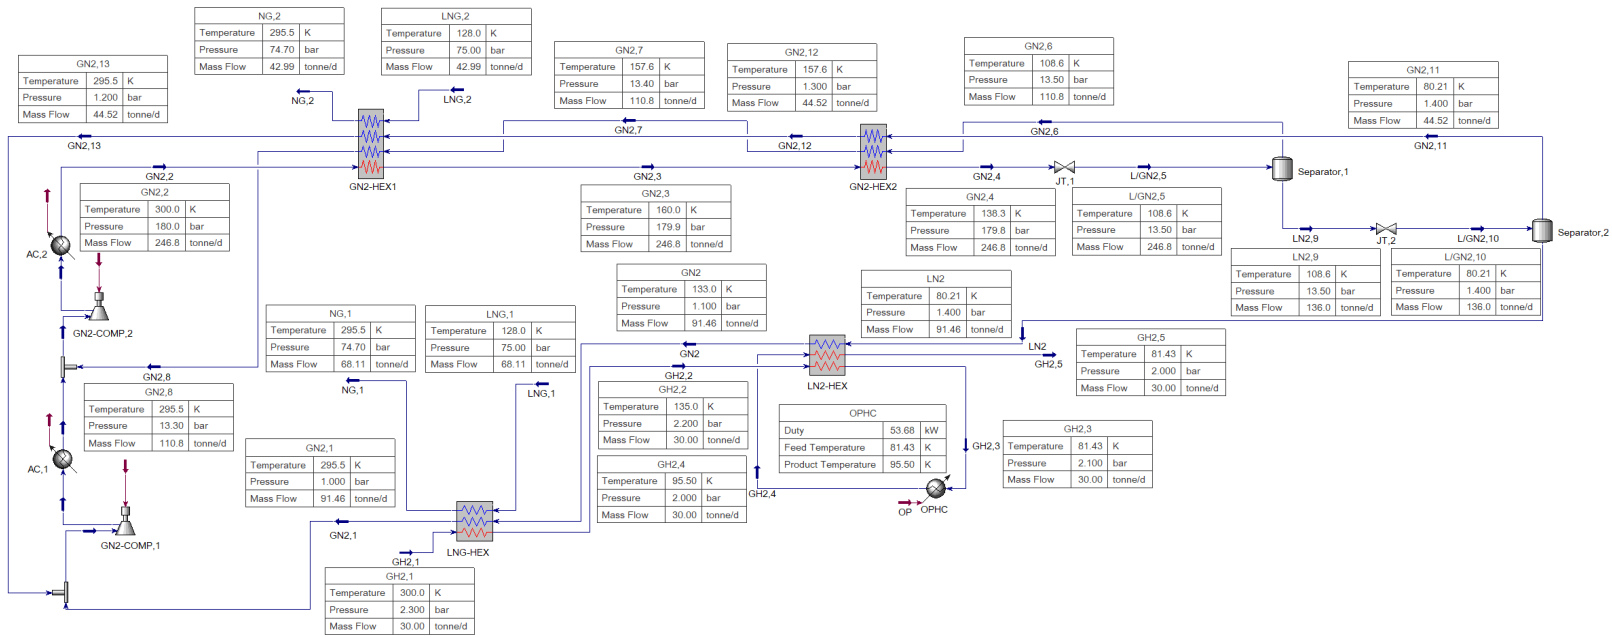 NG,2
Temperature 295.5 K
Pressure 74.70 bar
Mass Flow 42.99 tonne/d
LNG,2
Temperature 128.0 K
Pressure 75.00 bar
Mass Flow 42.99 tonne/d
GN2,13
Temperature 295.5 K
Pressure 1.200 bar
Mass Flow 44.52 tonne/d
GN2,7
Temperature 157.6 K
Pressure 13.40 bar
Mass Flow 110.8 tonne/d
GN2,12
Temperature 157.6 K
Pressure 1.300 bar
Mass Flow 44.52 tonne/d
GN2,6
Temperature 108.6 K
Pressure 13.50 bar
Mass Flow 110.8 tonne/d
GN2,11
Temperature 80.21 K
Pressure 1.400 bar
Mass Flow 44.52 tonne/d
NG,2
LNG,2
GN2,13
GN2,7
GN2,12
GN2,6
GN2,11
GN2,2
GN2-HEX1
GN2,3
GN2-HEX2
GN2,4
JT,1
L/GN2,5
Separator,1
GN2,2
Temperature 300.0 K
Pressure 180.0 bar
Mass Flow 246.8 tonne/d
GN2,3
Temperature 160.0 K
Pressure 179.9 bar
Mass Flow 246.8 tonne/d
GN2,4
Temperature 138.3 K
Pressure 179.8 bar
Mass Flow 246.8 tonne/d
L/GN2,5
Temperature 108.6 K
Pressure 13.50 bar
Mass Flow 246.8 tonne/d
LN2,9
JT,2
L/GN2,10
Separator,2
AC,2
GN2-COMP,2
LN2,9
Temperature 108.6 K
Pressure 13.50 bar
Mass Flow 136.0 tonne/d
L/GN2,10
Temperature 80.21 K
Pressure 1.400 bar
Mass Flow 136.0 tonne/d
GN2
Temperature 133.0 K
Pressure 1.100 bar
Mass Flow 91.46 tonne/d
LN2
Temperature 80.21 K
Pressure 1.400 bar
Mass Flow 91.46 tonne/d
NG,1
Temperature 295.5 K
Pressure 74.70 bar
Mass Flow 68.11 tonne/d
LNG,1
Temperature 128.0 K
Pressure 75.00 bar
Mass Flow 68.11 tonne/d
GN2
LN2
GH2,5
GH2,5
Temperature 81.43 K
Pressure 2.000 bar
Mass Flow 30.00 tonne/d
GN2,8
GH2,2
LN2-HEX
NG,1
LNG,1
GN2,8
Temperature 295.5 K
Pressure 13.30 bar
Mass Flow 110.8 tonne/d
GH2,2
Temperature 135.0 K
Pressure 2.200 bar
Mass Flow 30.00 tonne/d
OPHC
Duty 53.68 kW
Feed Temperature 81.43 K
Product Temperature 95.50 K
GH2,3
GH2,3
Temperature 81.43 K
Pressure 2.100 bar
Mass Flow 30.00 tonne/d
AC,1
GN2-COMP,1
GN2,1
Temperature 295.5 K
Pressure 1.000 bar
Mass Flow 91.46 tonne/d
GH2,4
Temperature 95.50 K
Pressure 2.000 bar
Mass Flow 30.00 tonne/d
GH2,4
OP
OPHC
GN2,1
LNG-HEX
GH2,1
GH2,1
Temperature 300.0 K
Pressure 2.300 bar
Mass Flow 30.00 tonne/d